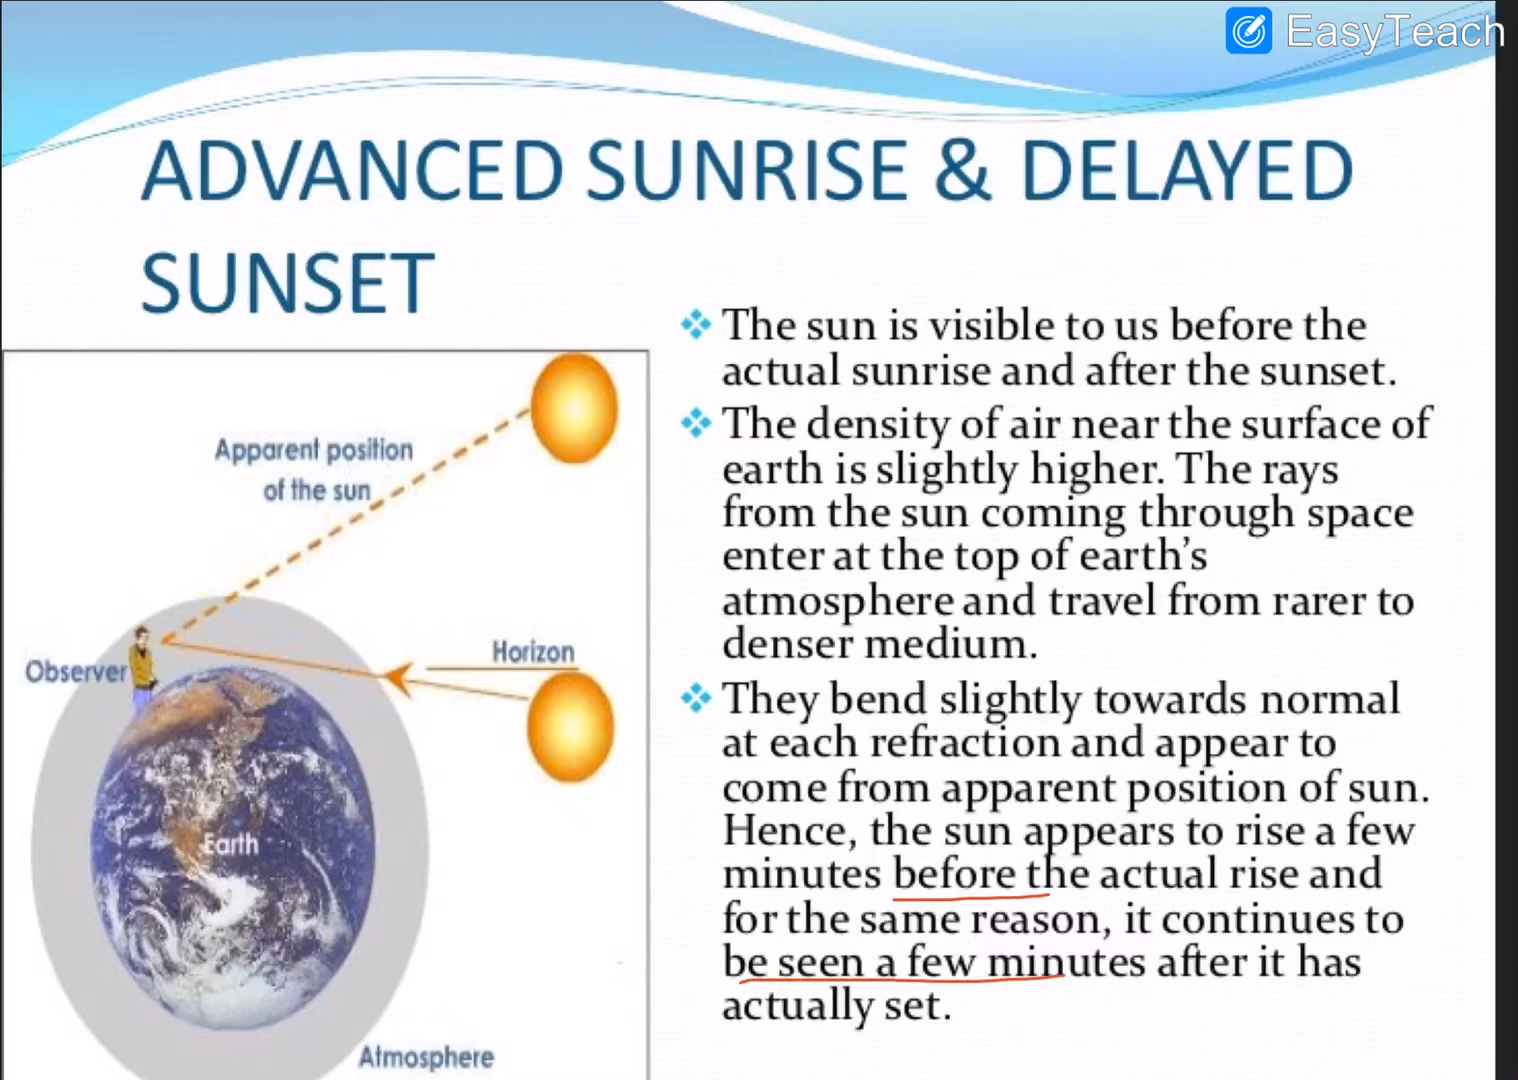 EasyTeach
ADVANCED SUNRISE & DELAYED
SUNSET
Apparent position
of the sun
Observer
Horizon
Earth
Atmosphere
The sun is visible to us before the
actual sunrise and after the sunset.
The density of air near the surface of
earth is slightly higher. The rays
from the sun coming through space
enter at the top of earth's
atmosphere and travel from rarer to
denser medium.
They bend slightly towards normal
at each refraction and appear to
come from apparent position of sun.
Hence, the sun appears to rise a few
minutes before the actual rise and
for the same reason, it continues to
be seen a few minutes after it has
actually set.